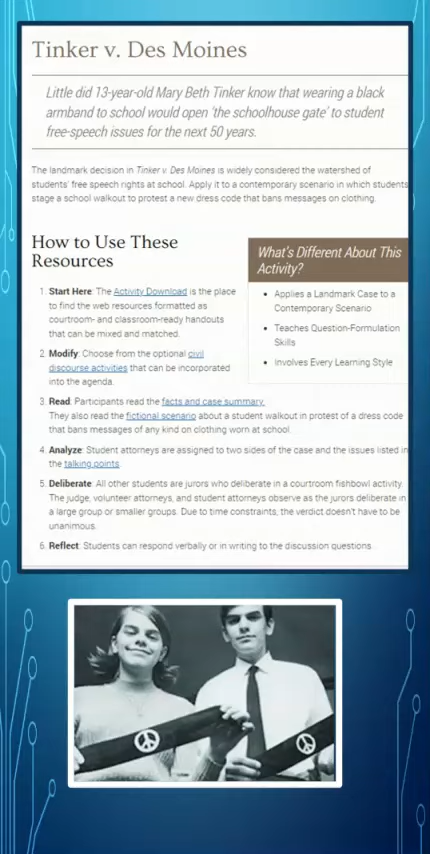 Tinker v. Des Moines
Little did 13-year-old Mary Beth Tinker know that wearing a black
armband to school would open 'the schoolhouse gate' to student
free-speech issues for the next 50 years.
The landmark decision in Tinker v. Des Moines is widely considered the watershed of
students' free speech rights at school. Apply it to a contemporary scenario in which students
stage a school walkout to protest a new dress code that bans messages on clothing.
How to Use These
Resources
1. Start Here: The Activity Download is the place
to find the web resources formatted as
courtroom- and classroom-ready handouts
that can be mixed and matched.
2. Modify: Choose from the optional civil
discourse activities that can be incorporated
into the agenda.
3. Read: Participants read the facts and case summary.
They also read the fictional scenario about a student walkout in protest of a dress code
that bans messages of any kind on clothing worn at school.
4. Analyze: Student attorneys are assigned to two sides of the case and the issues listed in
the talking points.
5. Deliberate: All other students are jurors who deliberate in a courtroom fishbowl activity.
The judge, volunteer attorneys, and student attorneys observe as the jurors deliberate in
a large group or smaller groups. Due to time constraints, the verdict doesn't have to be
unanimous.
6. Reflect: Students can respond verbally or in writing to the discussion questions
What's Different About This
Activity?
Applies a Landmark Case to a
Contemporary Scenario
Teaches Question-Formulation
Skills
Involves Every Learning Style